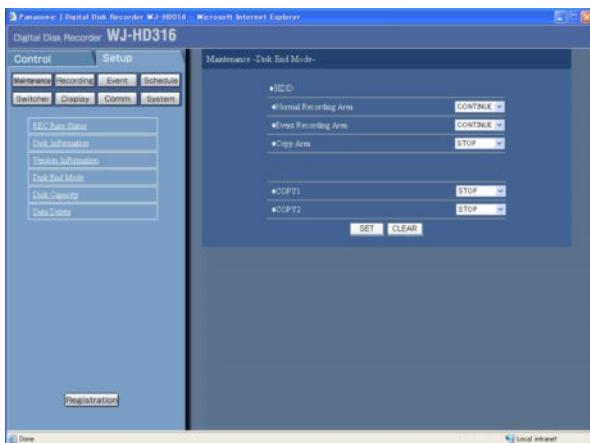 Panasonic | Digital Disk Recorder WJ-HD316 - Microsoft Internet Explorer
Digital Disk Recorder WJ-HD316
Control Setup
Maintenance Recording Event Schedule
Switcher Display Comm System
REC Rate Status
Disk Information
Version Information
Disk End Mode
Disk Capacity
Data Delete
Registration
Maintenance -Disk End Mode-
◆HDD
◆Normal Recording Area CONTINUE
◆Event Recording Area CONTINUE
◆Copy Area STOP
◆COPY1 STOP
◆COPY2 STOP
SET CLEAR
Done Local intranet